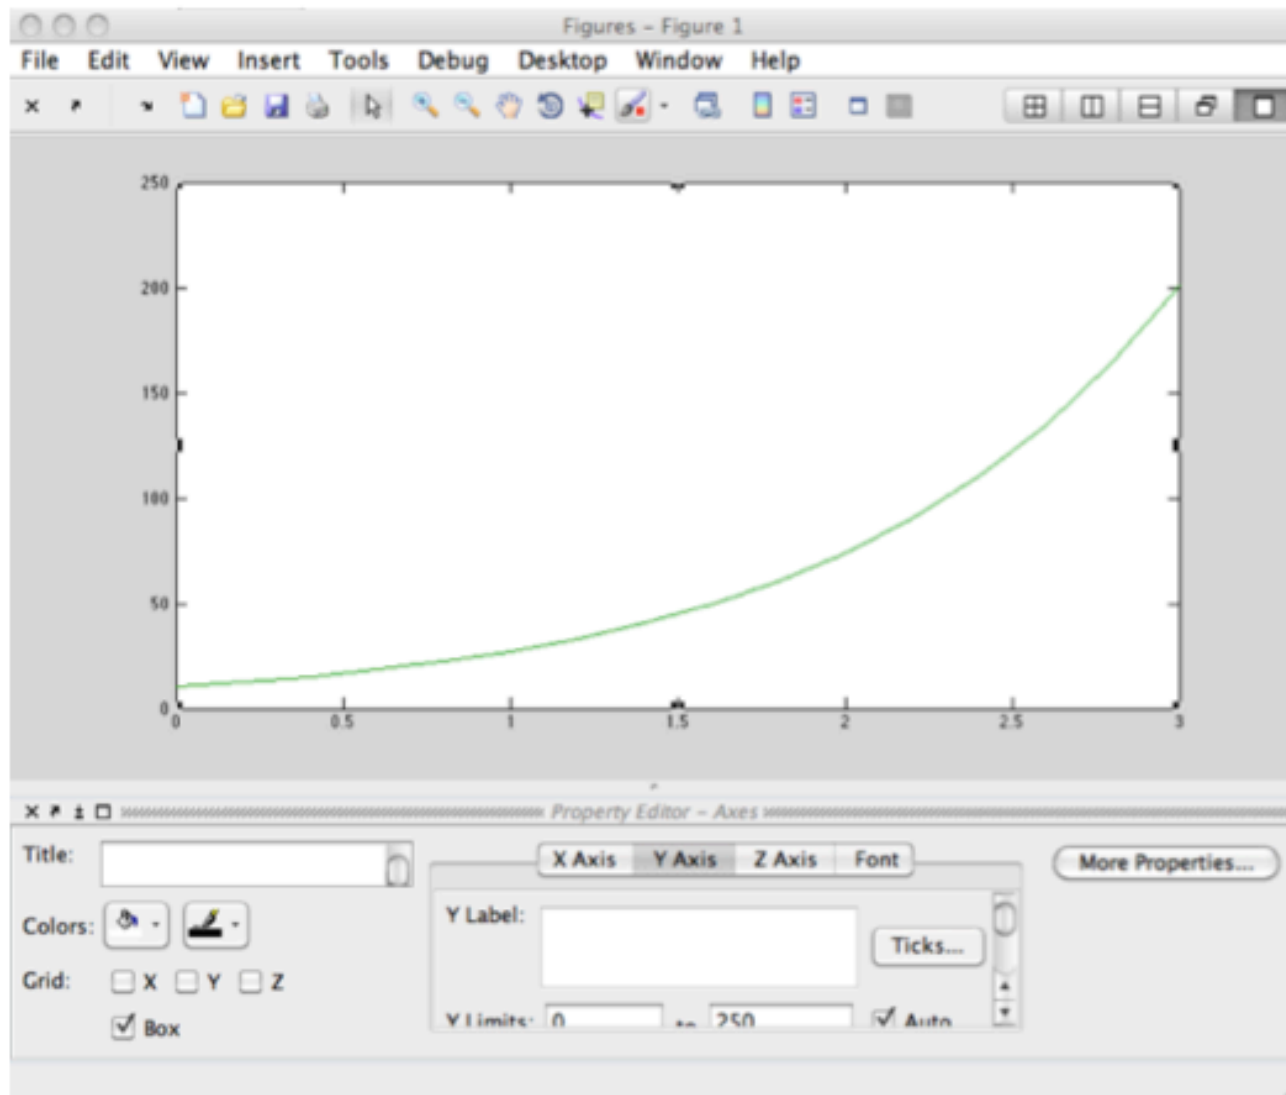 Figures – Figure 1
File Edit View Insert Tools Debug Desktop Window Help
250
200
150
100
50
0
0 0.5 1 1.5 2 2.5 3
Property Editor – Axes
Title:
X Axis Y Axis Z Axis Font
More Properties...
Colors:
Y Label:
Ticks...
Grid: X Y Z
Box
Y Limits: 0 to 250 Auto